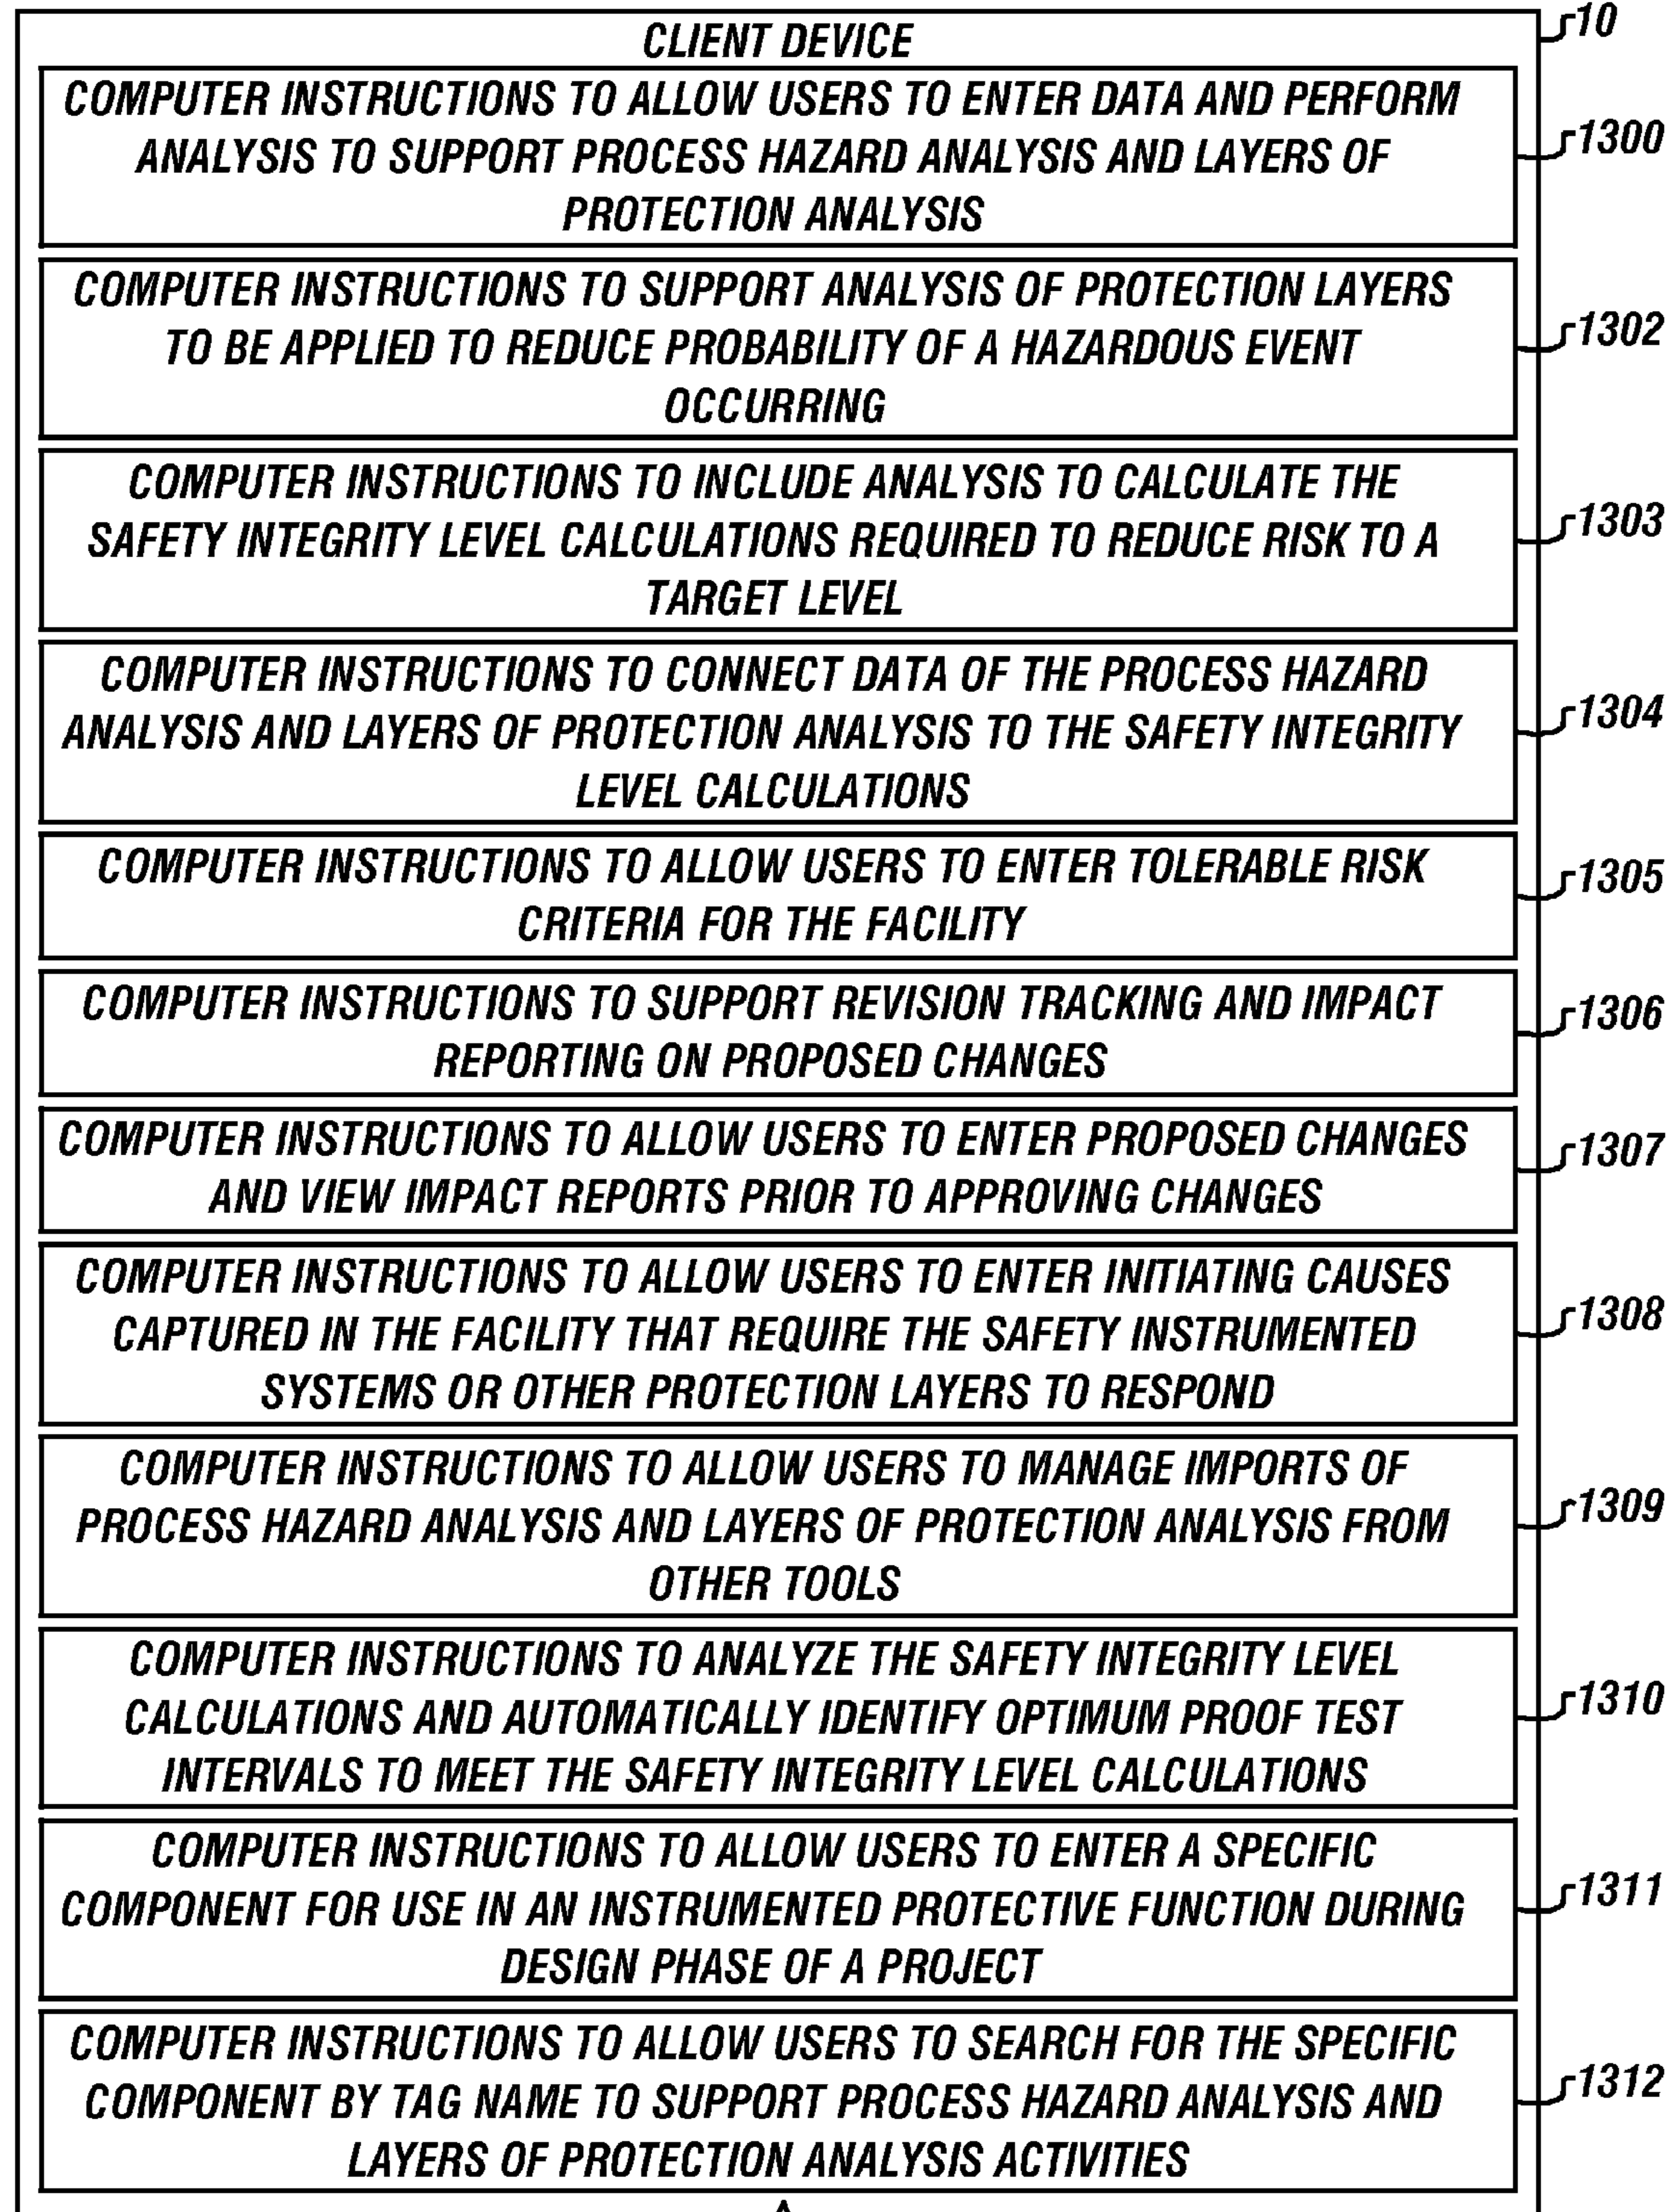 CLIENT DEVICE
10
COMPUTER INSTRUCTIONS TO ALLOW USERS TO ENTER DATA AND PERFORM
ANALYSIS TO SUPPORT PROCESS HAZARD ANALYSIS AND LAYERS OF
PROTECTION ANALYSIS
1300
COMPUTER INSTRUCTIONS TO SUPPORT ANALYSIS OF PROTECTION LAYERS
TO BE APPLIED TO REDUCE PROBABILITY OF A HAZARDOUS EVENT
OCCURRING
1302
COMPUTER INSTRUCTIONS TO INCLUDE ANALYSIS TO CALCULATE THE
SAFETY INTEGRITY LEVEL CALCULATIONS REQUIRED TO REDUCE RISK TO A
TARGET LEVEL
1303
COMPUTER INSTRUCTIONS TO CONNECT DATA OF THE PROCESS HAZARD
ANALYSIS AND LAYERS OF PROTECTION ANALYSIS TO THE SAFETY INTEGRITY
LEVEL CALCULATIONS
1304
COMPUTER INSTRUCTIONS TO ALLOW USERS TO ENTER TOLERABLE RISK
CRITERIA FOR THE FACILITY
1305
COMPUTER INSTRUCTIONS TO SUPPORT REVISION TRACKING AND IMPACT
REPORTING ON PROPOSED CHANGES
1306
COMPUTER INSTRUCTIONS TO ALLOW USERS TO ENTER PROPOSED CHANGES
AND VIEW IMPACT REPORTS PRIOR TO APPROVING CHANGES
1307
COMPUTER INSTRUCTIONS TO ALLOW USERS TO ENTER INITIATING CAUSES
CAPTURED IN THE FACILITY THAT REQUIRE THE SAFETY INSTRUMENTED
SYSTEMS OR OTHER PROTECTION LAYERS TO RESPOND
1308
COMPUTER INSTRUCTIONS TO ALLOW USERS TO MANAGE IMPORTS OF
PROCESS HAZARD ANALYSIS AND LAYERS OF PROTECTION ANALYSIS FROM
OTHER TOOLS
1309
COMPUTER INSTRUCTIONS TO ANALYZE THE SAFETY INTEGRITY LEVEL
CALCULATIONS AND AUTOMATICALLY IDENTIFY OPTIMUM PROOF TEST
INTERVALS TO MEET THE SAFETY INTEGRITY LEVEL CALCULATIONS
1310
COMPUTER INSTRUCTIONS TO ALLOW USERS TO ENTER A SPECIFIC
COMPONENT FOR USE IN AN INSTRUMENTED PROTECTIVE FUNCTION DURING
DESIGN PHASE OF A PROJECT
1311
COMPUTER INSTRUCTIONS TO ALLOW USERS TO SEARCH FOR THE SPECIFIC
COMPONENT BY TAG NAME TO SUPPORT PROCESS HAZARD ANALYSIS AND
LAYERS OF PROTECTION ANALYSIS ACTIVITIES
1312